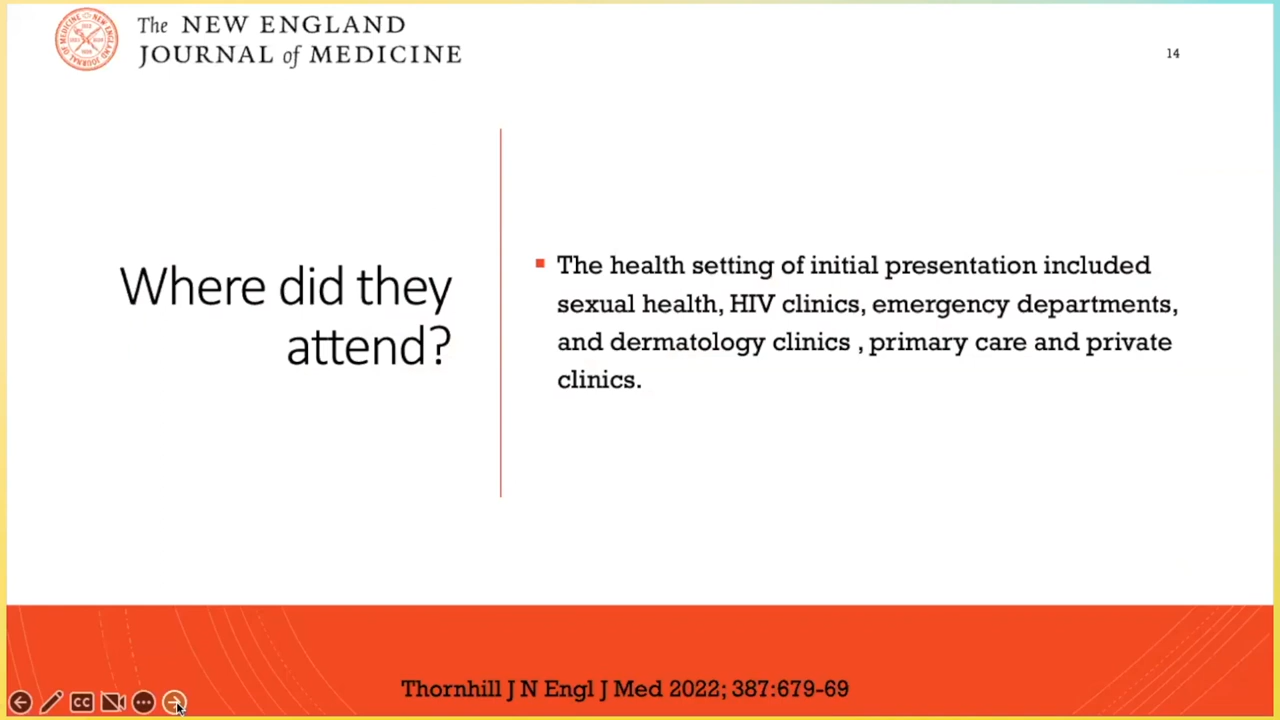 The NEW ENGLAND
JOURNAL of MEDICINE
14
Where did they
attend?
▪ The health setting of initial presentation included
sexual health, HIV clinics, emergency departments,
and dermatology clinics , primary care and private
clinics.
Thornhill J N Engl J Med 2022; 387:679-69
CC